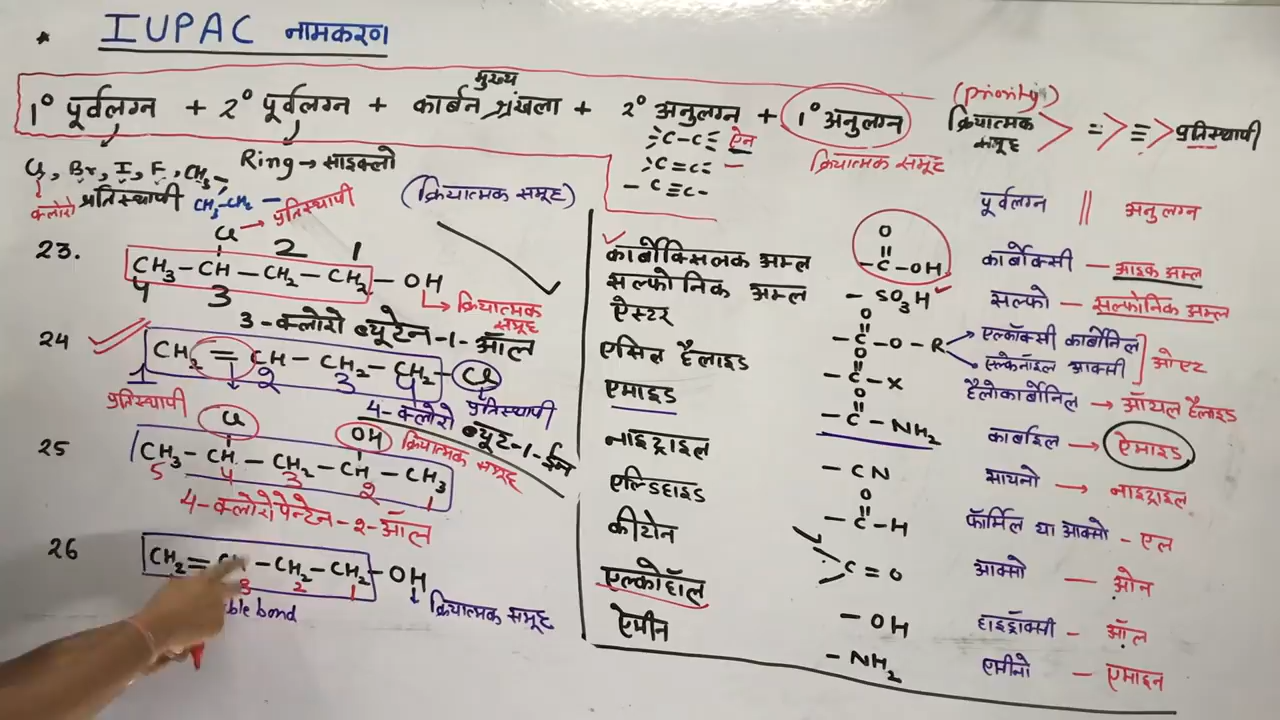 * IUPAC नामकरण
मुख्य
1° पूर्वलग्न + 2° पूर्वलग्न + कार्बन श्रृंखला + 2° अनुलग्न + 1° अनुलग्न
(priority)
क्रियात्मक समूह > = > ≡ > प्रतिस्थापी
Cl, Br, I, F, CH₃-
क्लोरो प्रतिस्थापी CH₃-CH₂-
Ring → साइक्लो
C-C ऐन
C=C
- C≡C-
क्रियात्मक समूह
(क्रियात्मक समूह)
पूर्वलग्न || अनुलग्न
23.
Cl → प्रतिस्थापी
2 1
CH₃-CH-CH₂-CH₂-OH
4 3
→ क्रियात्मक समूह
3-क्लोरो ब्यूटेन-1-ऑल
24
CH₂=CH-CH₂-CH₂-Cl
1 2 3 4
प्रतिस्थापी
4-क्लोरो ब्यूट-1-ईन
25
प्रतिस्थापी
Cl OH क्रियात्मक समूह
CH₃-CH-CH₂-CH-CH₃
5 4 3 2 1
4-क्लोरो पेन्टेन-2-ऑल
26
CH₂=CH-CH₂-CH₂-OH
3 2 1
ble bond
क्रियात्मक समूह
कार्बोक्सिलक अम्ल -C(=O)-OH कार्बोक्सी - आइक अम्ल
सल्फोनिक अम्ल -SO₃H सल्फो - सल्फोनिक अम्ल
ऐस्टर -C(=O)-O-R एल्कॉक्सी कार्बोनिल
एल्केनॉइल आक्सी ] ओएट
एसिल हैलाइड -C(=O)-X हैलोकार्बोनिल → ऑयल हैलाइड
एमाइड -C(=O)-NH₂ कार्बाइल → ऐमाइड
नाइट्राइल -CN सायनो → नाइट्राइल
एल्डिहाइड -C(=O)-H फॉर्मिल या आक्सो - एल
कीटोन C=O आक्सो - ओन
एल्कोहॉल -OH हाइड्रॉक्सी - ऑल
ऐमीन -NH₂ एमीनो - एमाइन